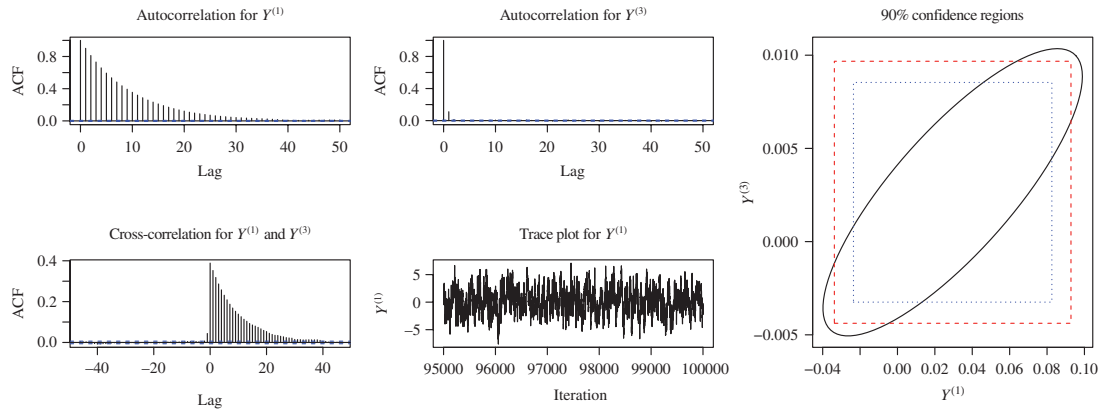 Autocorrelation for Y⁽¹⁾
ACF
0.8
0.4
0.0
0 10 20 30 40 50
Lag
Autocorrelation for Y⁽³⁾
ACF
0.8
0.4
0.0
0 10 20 30 40 50
Lag
90% confidence regions
Y⁽³⁾
0.010
0.005
0.000
−0.005
−0.04 0.00 0.02 0.04 0.06 0.08 0.10
Y⁽¹⁾
Cross-correlation for Y⁽¹⁾ and Y⁽³⁾
ACF
0.4
0.2
0.0
−40 −20 0 20 40
Lag
Trace plot for Y⁽¹⁾
Y⁽¹⁾
5
0
−5
95000 96000 97000 98000 99000 100000
Iteration